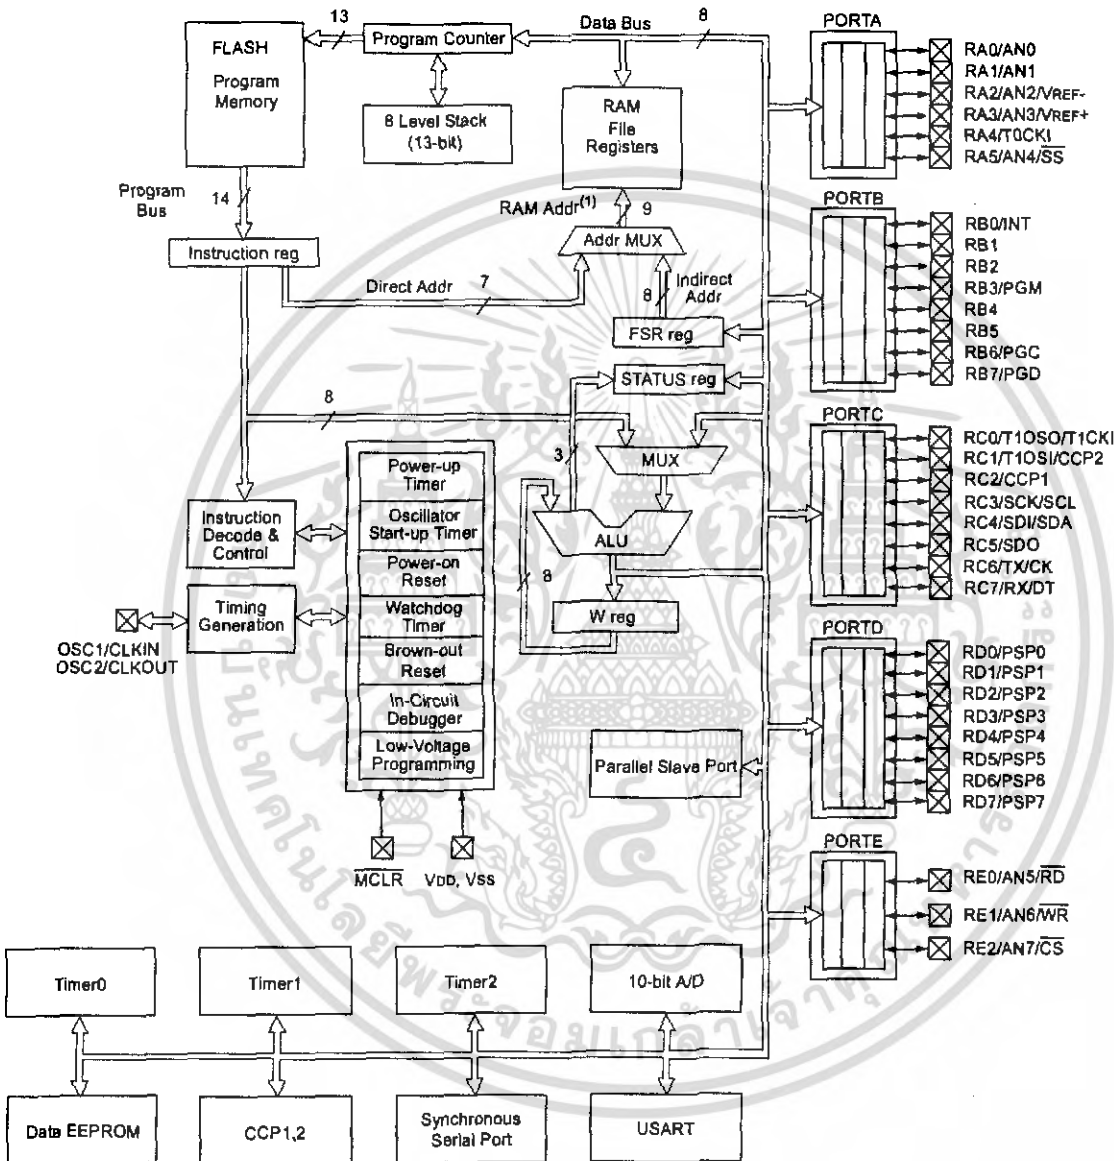 13
Data Bus
8
PORTA
FLASH
Program
Memory
Program Counter
RA0/AN0
RA1/AN1
RA2/AN2/VREF-
RA3/AN3/VREF+
RA4/T0CKI
RA5/AN4/SS
8 Level Stack
(13-bit)
RAM
File
Registers
Program
Bus
14
RAM Addr(1)
9
PORTB
Instruction reg
Addr MUX
RB0/INT
RB1
RB2
RB3/PGM
RB4
RB5
RB6/PGC
RB7/PGD
Direct Addr
7
8
Indirect
Addr
FSR reg
STATUS reg
8
PORTC
3
MUX
RC0/T1OSO/T1CKI
RC1/T1OSI/CCP2
RC2/CCP1
RC3/SCK/SCL
RC4/SDI/SDA
RC5/SDO
RC6/TX/CK
RC7/RX/DT
Power-up
Timer
Instruction
Decode &
Control
Oscillator
Start-up Timer
ALU
Power-on
Reset
8
Timing
Generation
Watchdog
Timer
W reg
OSC1/CLKIN
OSC2/CLKOUT
Brown-out
Reset
PORTD
In-Circuit
Debugger
RD0/PSP0
RD1/PSP1
RD2/PSP2
RD3/PSP3
RD4/PSP4
RD5/PSP5
RD6/PSP6
RD7/PSP7
Low-Voltage
Programming
Parallel Slave Port
MCLR
VDD, VSS
PORTE
RE0/AN5/RD
RE1/AN6/WR
RE2/AN7/CS
Timer0
Timer1
Timer2
10-bit A/D
Data EEPROM
CCP1,2
Synchronous
Serial Port
USART